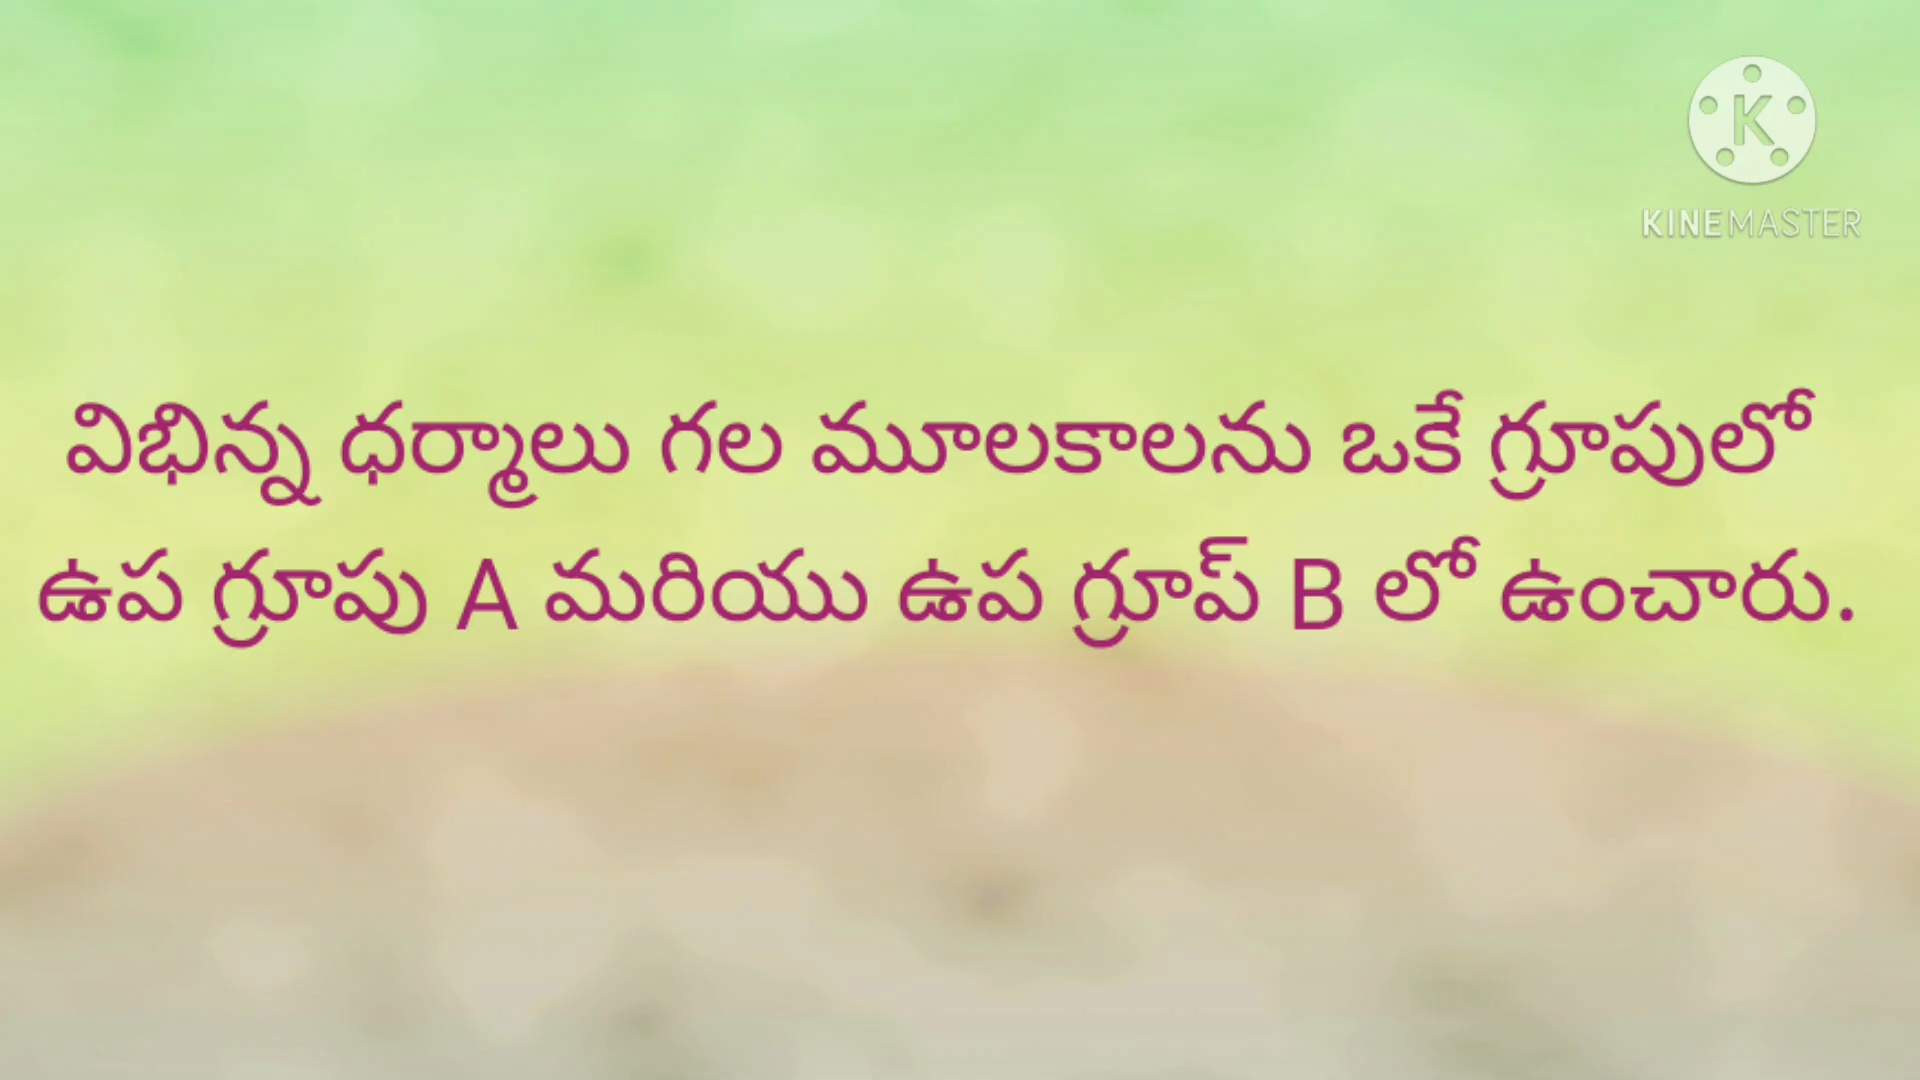 KINEMASTER
విభిన్న ధర్మాలు గల మూలకాలను ఒకే గ్రూపులో
ఉప గ్రూపు A మరియు ఉప గ్రూప్ B లో ఉంచారు.